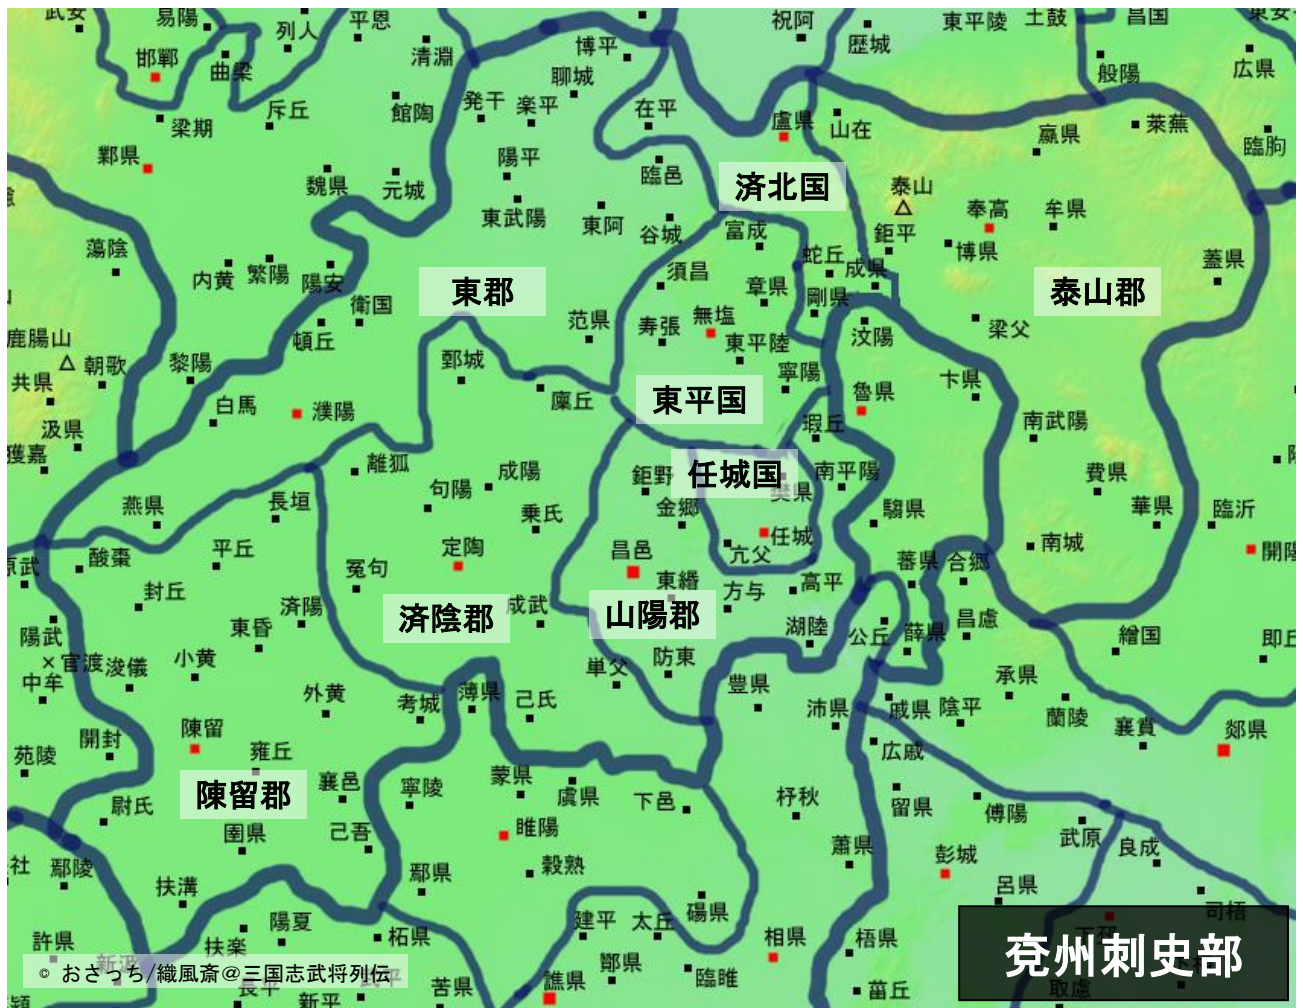 武安
易陽
列人
平恩
清淵
博平
祝阿
歴城
東平陵
土鼓
昌国
邯鄲
曲梁
聊城
般陽
広県
梁期
斥丘
館陶
発干
楽平
在平
盧県
山在
嬴県
萊蕪
臨朐
鄴県
魏県
元城
陽平
臨邑
済北国
泰山
△
奉高
牟県
東武陽
東阿
谷城
富成
鉅平
博県
蕩陰
内黄
繁陽
陽安
須昌
蛇丘
成県
蓋県
東郡
章県
剛県
泰山郡
衛国
范県
寿張
無塩
東平陸
汶陽
梁父
鹿腸山
△
頓丘
朝歌
黎陽
鄄城
寧陽
卞県
共県
廩丘
東平国
魯県
白馬
濮陽
瑕丘
南武陽
汲県
獲嘉
離狐
成陽
鉅野
任城国
南平陽
費県
句陽
樊県
燕県
長垣
乗氏
金郷
騶県
華県
臨沂
酸棗
平丘
定陶
昌邑
亢父
任城
南城
開陽
原武
冤句
東緡
方与
高平
蕃県
合郷
封丘
済陽
済陰郡
成武
山陽郡
湖陸
公丘
薛県
昌慮
陽武
東昏
繒国
即丘
×官渡
浚儀
小黄
単父
防東
中牟
外黄
考城
薄県
己氏
豊県
承県
陳留
沛県
戚県
陰平
蘭陵
襄賁
郯県
開封
苑陵
雍丘
広戚
陳留郡
襄邑
寧陵
蒙県
虞県
下邑
杼秋
留県
傅陽
尉氏
圉県
己吾
睢陽
蕭県
武原
良成
鄢陵
彭城
扶溝
鄢県
穀熟
呂県
陽夏
碭県
司梧
許県
扶楽
柘県
建平
太丘
相県
梧県
兗州刺史部
© おさっち/織風斎@三国志武将列伝
譙県
酇県
臨睢
長平
新平
苦県
菑丘
取慮